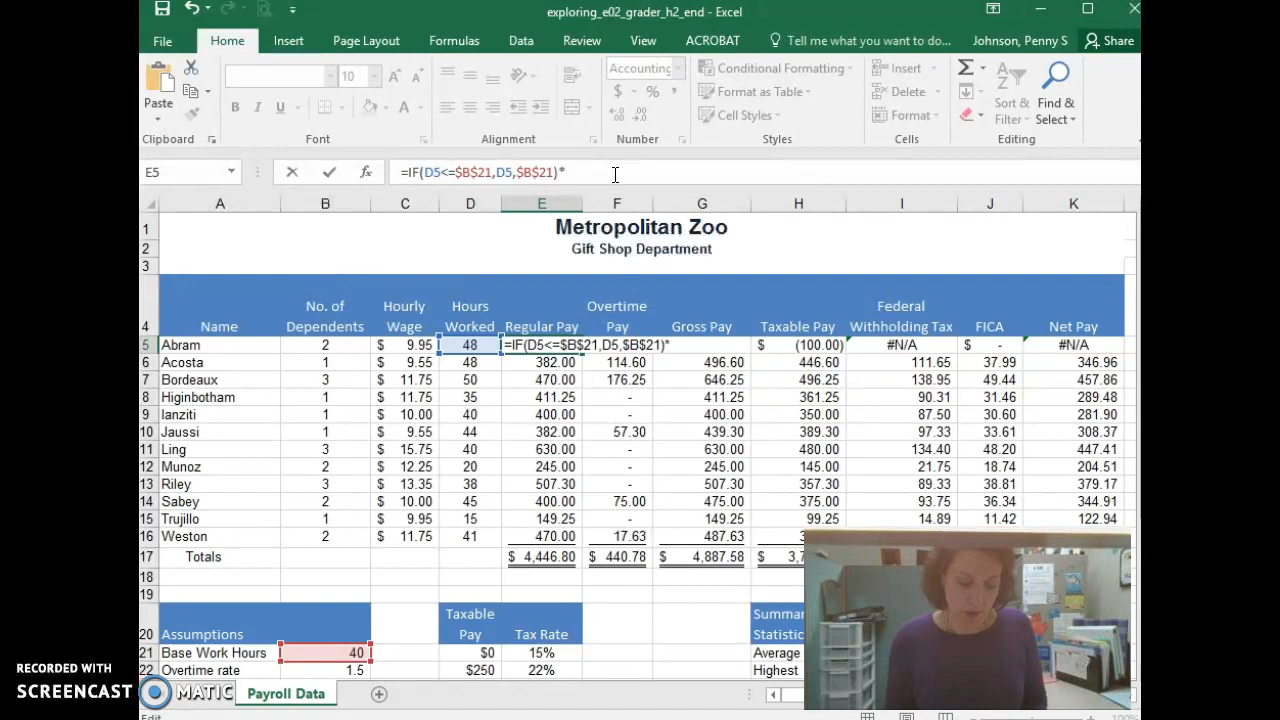 exploring_e02_grader_h2_end - Excel
File Home Insert Page Layout Formulas Data Review View ACROBAT Tell me what you want to do... Johnson, Penny S Share
Paste 10 A A Accounting Conditional Formatting Insert
B I U A $ % , Format as Table Delete Sort & Find &
Cell Styles Format Filter Select
Clipboard Font Alignment Number Styles Cells Editing
E5 fx =IF(D5<=$B$21,D5,$B$21)*
A B C D E F G H I J K
1 Metropolitan Zoo
2 Gift Shop Department
3
No. of Hourly Hours Overtime Federal
4 Name Dependents Wage Worked Regular Pay Pay Gross Pay Taxable Pay Withholding Tax FICA Net Pay
5 Abram 2 $ 9.95 48 =IF(D5<=$B$21,D5,$B$21)* $ (100.00) #N/A $ - #N/A
6 Acosta 1 $ 9.55 48 382.00 114.60 496.60 446.60 111.65 37.99 346.96
7 Bordeaux 3 $ 11.75 50 470.00 176.25 646.25 496.25 138.95 49.44 457.86
8 Higinbotham 1 $ 11.75 35 411.25 - 411.25 361.25 90.31 31.46 289.48
9 Ianziti 1 $ 10.00 40 400.00 - 400.00 350.00 87.50 30.60 281.90
10 Jaussi 1 $ 9.55 44 382.00 57.30 439.30 389.30 97.33 33.61 308.37
11 Ling 3 $ 15.75 40 630.00 - 630.00 480.00 134.40 48.20 447.41
12 Munoz 2 $ 12.25 20 245.00 - 245.00 145.00 21.75 18.74 204.51
13 Riley 3 $ 13.35 38 507.30 - 507.30 357.30 89.33 38.81 379.17
14 Sabey 2 $ 10.00 45 400.00 75.00 475.00 375.00 93.75 36.34 344.91
15 Trujillo 1 $ 9.95 15 149.25 - 149.25 99.25 14.89 11.42 122.94
16 Weston 2 $ 11.75 41 470.00 17.63 487.63
17 Totals $ 4,446.80 $ 440.78 $ 4,887.58 $
18
19
Taxable Summa
20 Assumptions Pay Tax Rate Statistic
21 Base Work Hours 40 $0 15% Average
22 Overtime rate 1.5 $250 22% Highest
Payroll Data
RECORDED WITH
SCREENCAST MATIC